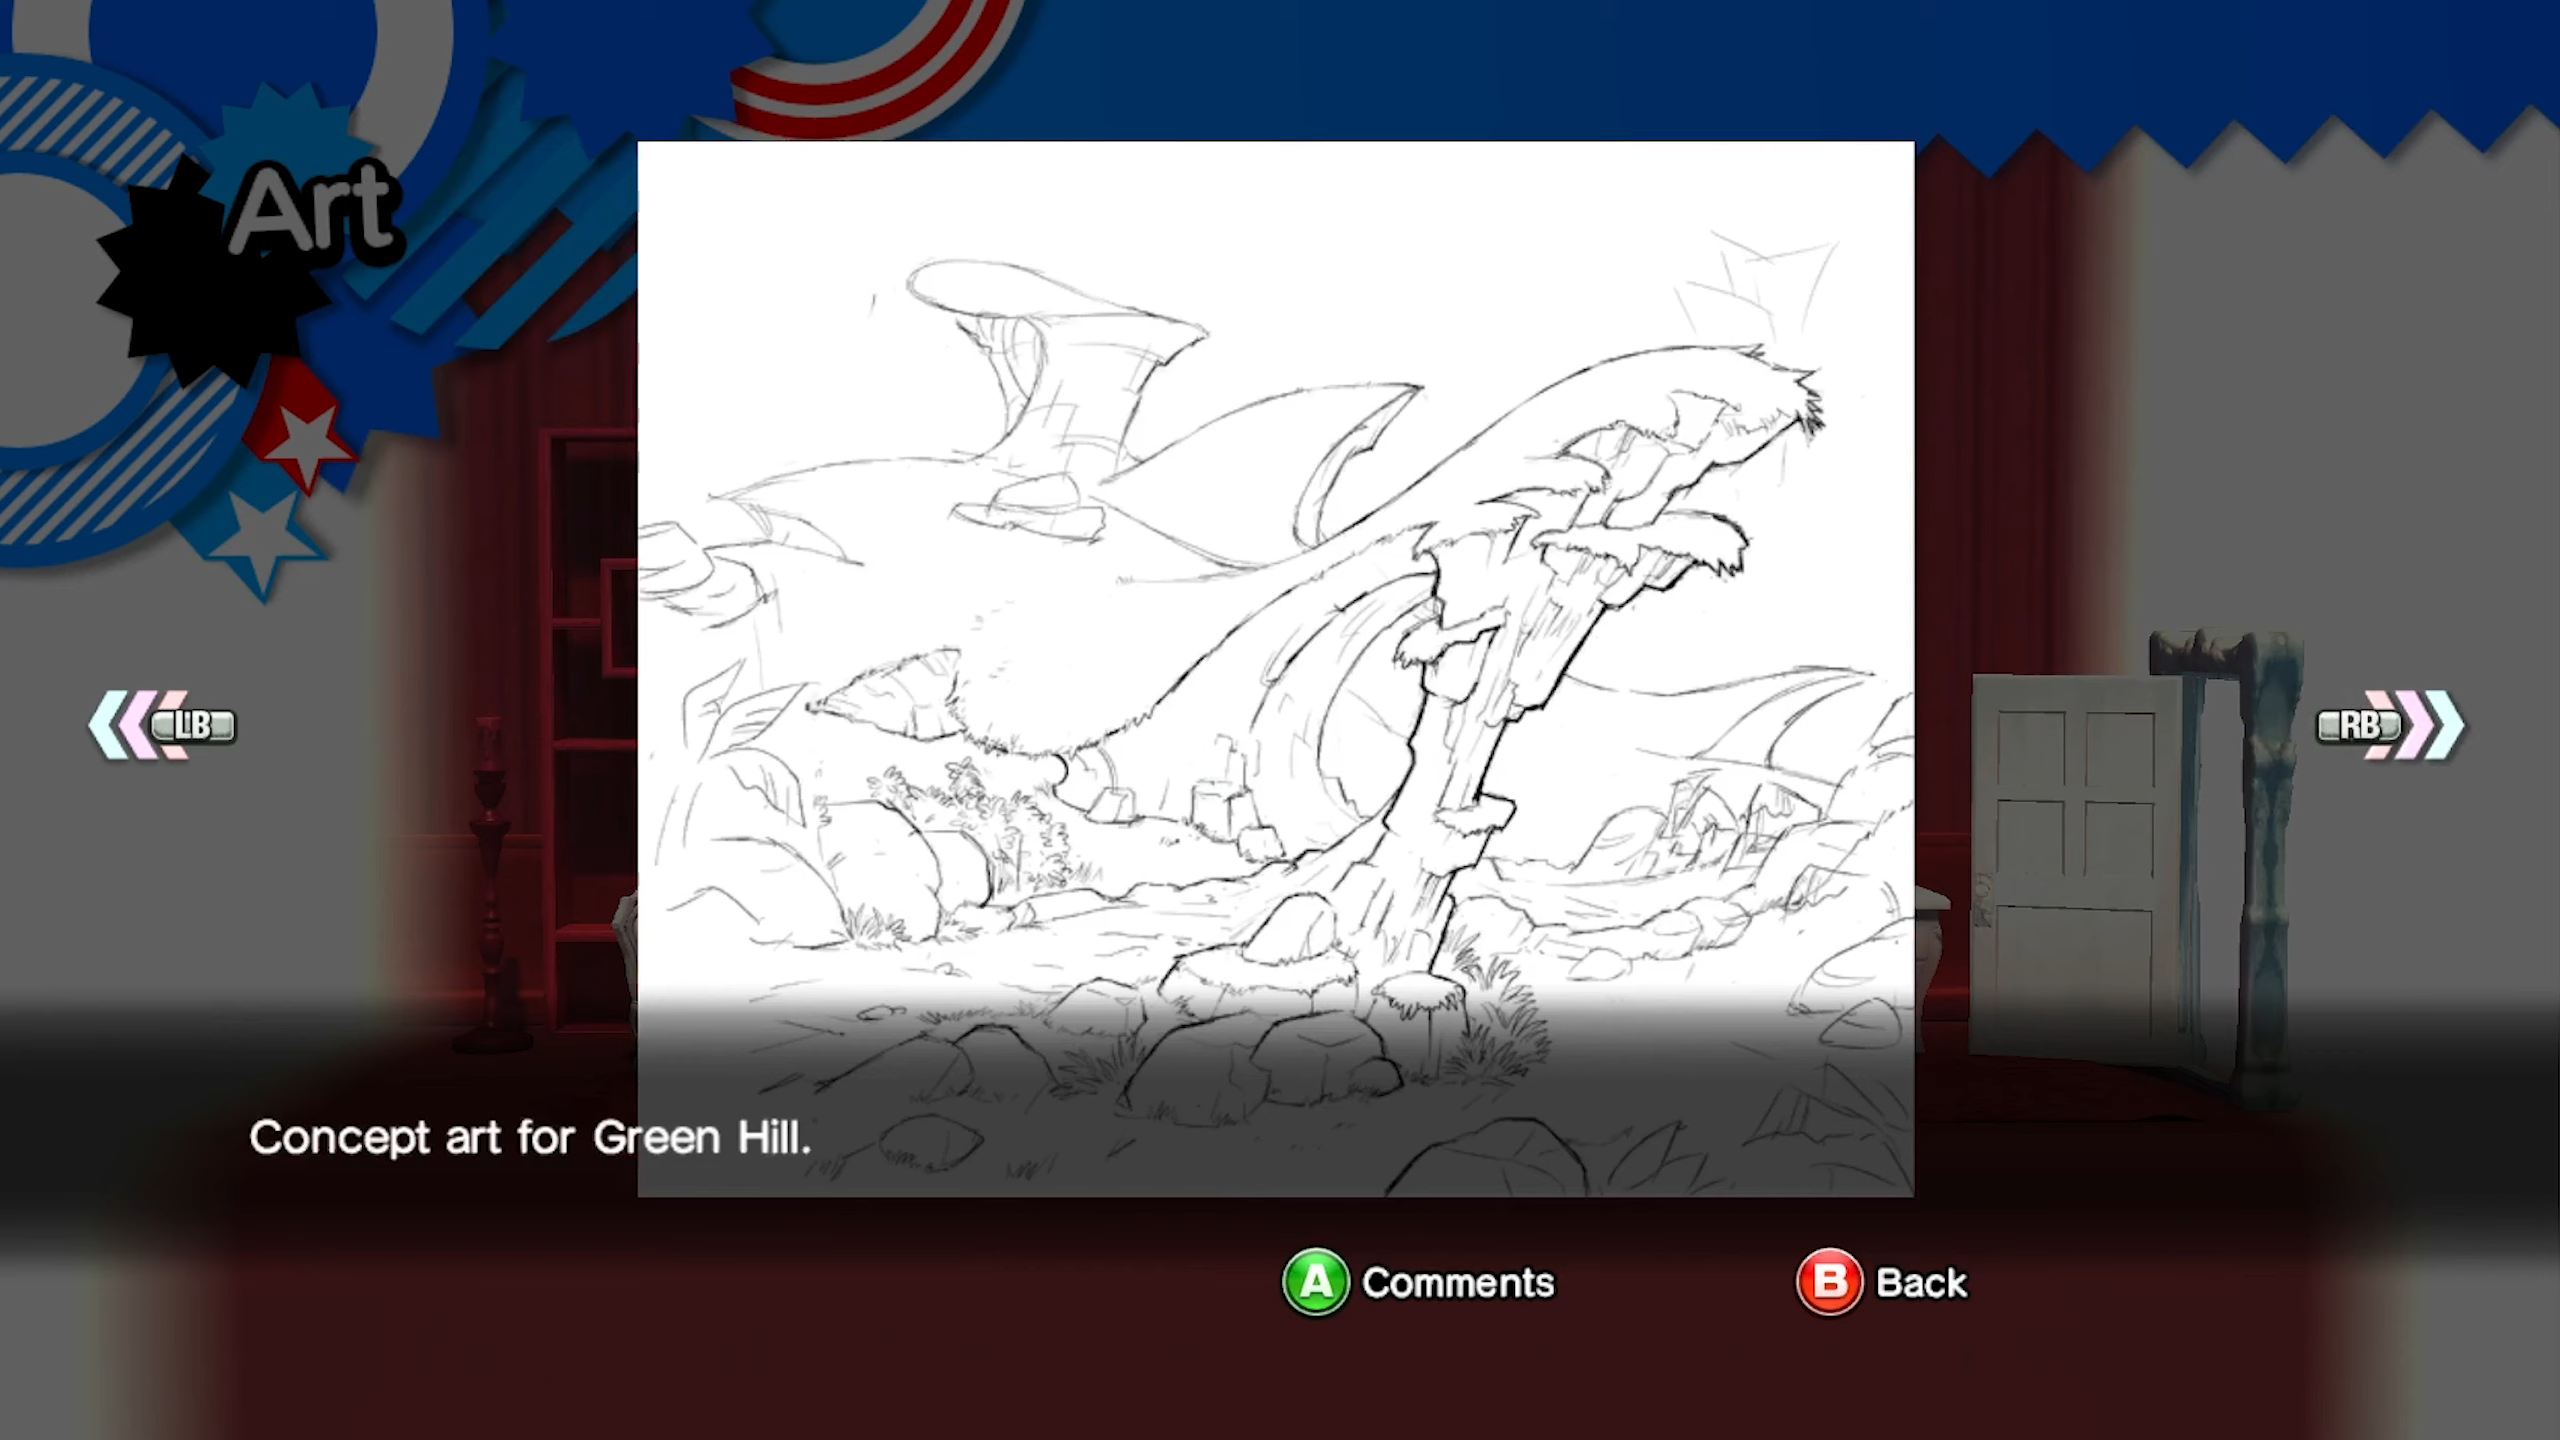 Art
LB
RB
Concept art for Green Hill.
A Comments
B Back